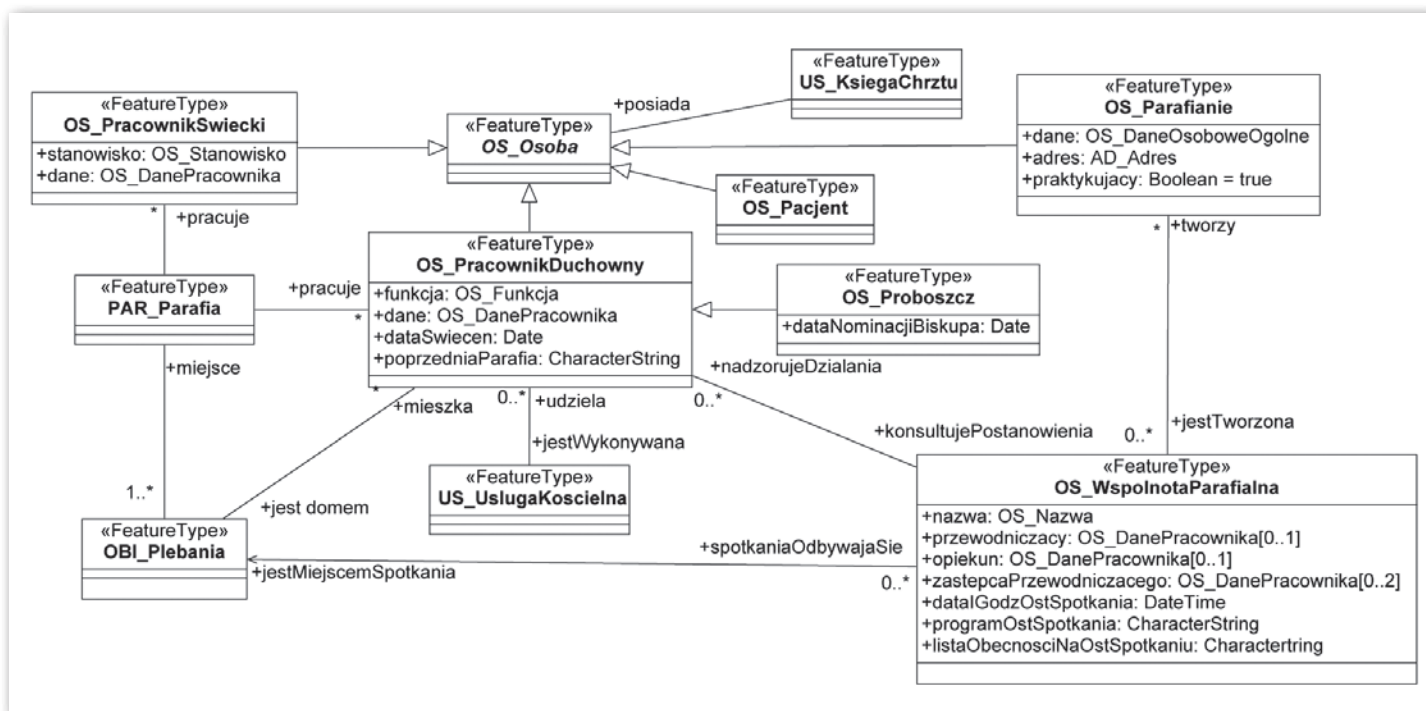 «FeatureType»
OS_PracownikSwiecki
+stanowisko: OS_Stanowisko
+dane: OS_DanePracownika
«FeatureType»
OS_Osoba
+posiada
«FeatureType»
US_KsiegaChrztu
«FeatureType»
OS_Parafianie
+dane: OS_DaneOsoboweOgolne
+adres: AD_Adres
+praktykujacy: Boolean = true
«FeatureType»
OS_Pacjent
*
+pracuje
*
+tworzy
«FeatureType»
PAR_Parafia
+pracuje
*
«FeatureType»
OS_PracownikDuchowny
+funkcja: OS_Funkcja
+dane: OS_DanePracownika
+dataSwiecen: Date
+poprzedniaParafia: CharacterString
«FeatureType»
OS_Proboszcz
+dataNominacjiBiskupa: Date
+miejsce
*
+mieszka
0..*
+udziela
+nadzorujeDzialania
0..*
+jestWykonywana
+konsultujePostanowienia
0..*
+jestTworzona
1..*
+jest domem
«FeatureType»
US_UslugaKoscielna
«FeatureType»
OBI_Plebania
+jestMiejscemSpotkania
+spotkaniaOdbywajaSie
0..*
«FeatureType»
OS_WspolnotaParafialna
+nazwa: OS_Nazwa
+przewodniczacy: OS_DanePracownika[0..1]
+opiekun: OS_DanePracownika[0..1]
+zastepcaPrzewodniczacego: OS_DanePracownika[0..2]
+dataIGodzOstSpotkania: DateTime
+programOstSpotkania: CharacterString
+listaObecnosciNaOstSpotkaniu: Charactertring